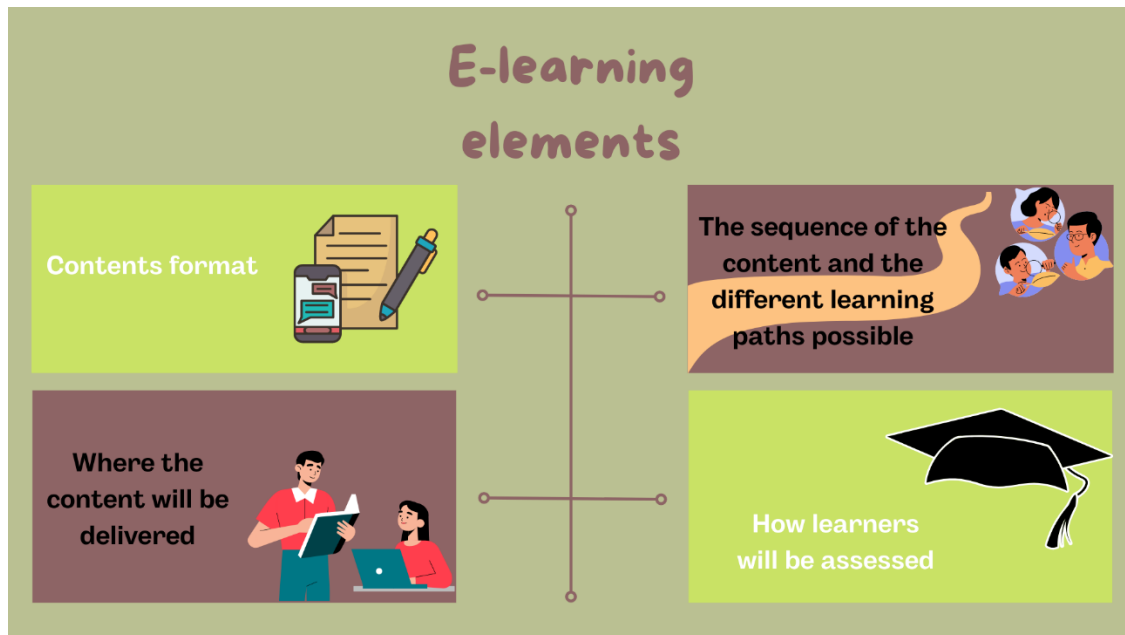 E-learning
elements
Contents format
The sequence of the
content and the
different learning
paths possible
Where the
content will be
delivered
How learners
will be assessed